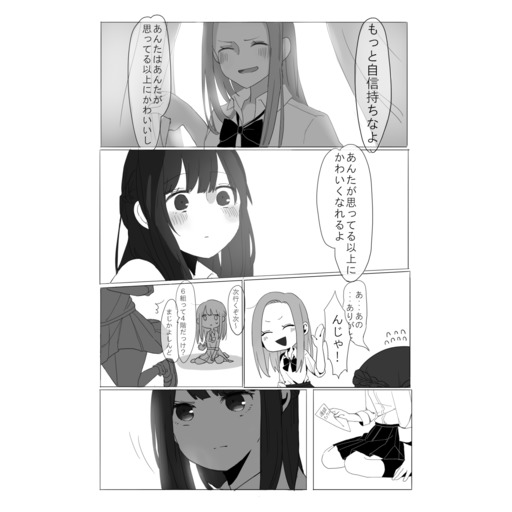 もっと自信持ちなよ
あんたはあんたが
思ってる以上にかわいいし
あんたが思ってる以上に
かわいくなれるよ
あ・・あの
・・ありが
んじゃ！
次行くぞ次～
６組って４階だっけ？
まじかよしんど